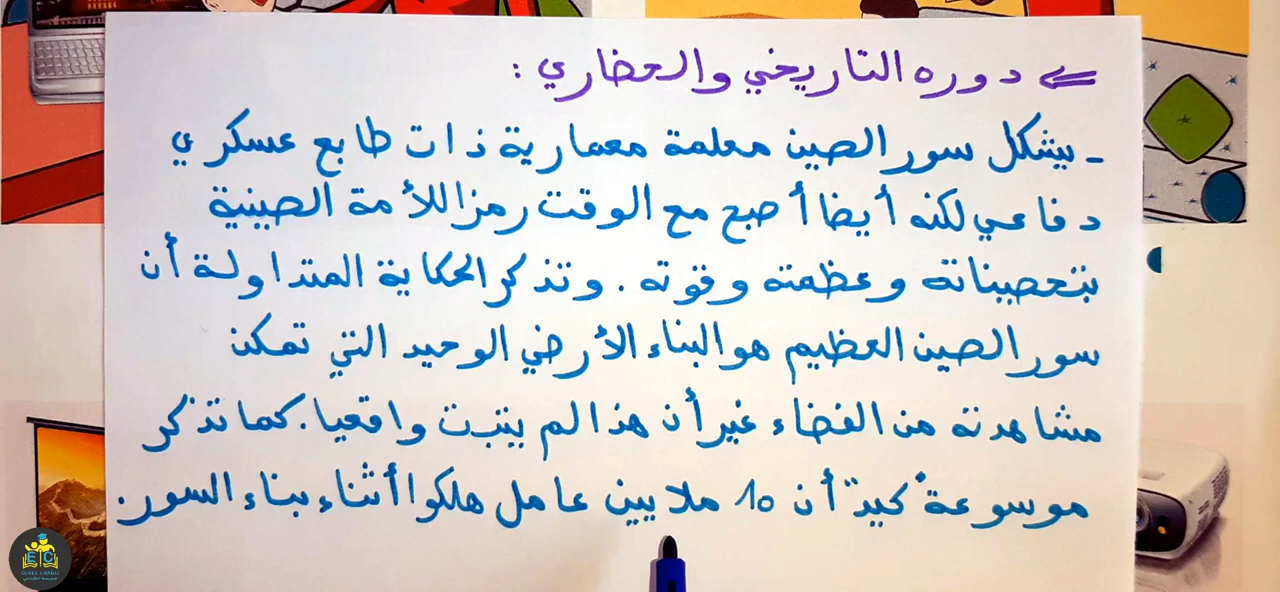 دوره التاريخي والحضاري :
- يشكل سور الصين معلمة معمارية ذات طابع عسكري
دفاعي لكنه أيضا أصبح مع الوقت رمزا للأمة الصينية
بتحصيناته وعظمته وقوته . وتذكر الحكاية المتداولة أن
سور الصين العظيم هو البناء الأرضي الوحيد التي تمكن
مشاهدته من الفضاء غير أن هذا لم يثبت واقعيا . كما تذكر
موسوعة "كيد" أن 10 ملايين عامل هلكوا أثناء بناء السور .
EC